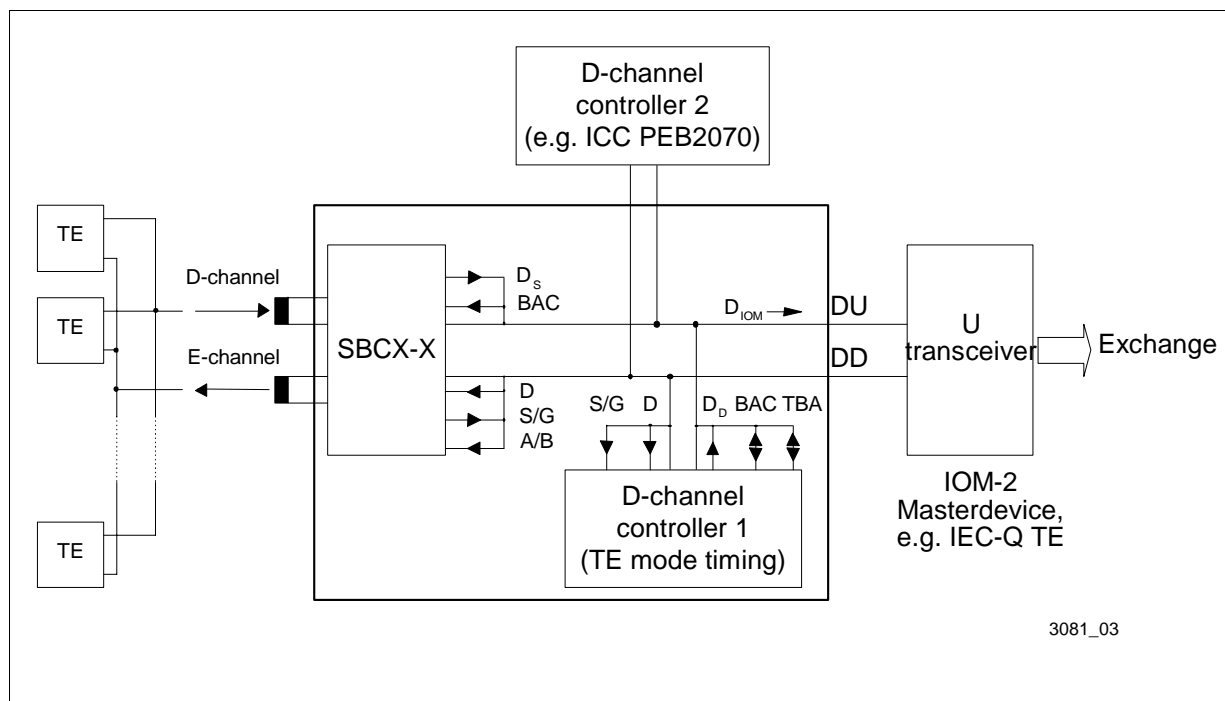 D-channel
controller 2
(e.g. ICC PEB2070)
TE
TE
TE
D-channel
E-channel
SBCX-X
D_S
BAC
D
S/G
A/B
D_IOM
DU
DD
S/G D D_D BAC TBA
D-channel
controller 1
(TE mode timing)
U
transceiver
Exchange
IOM-2
Masterdevice,
e.g. IEC-Q TE
3081_03